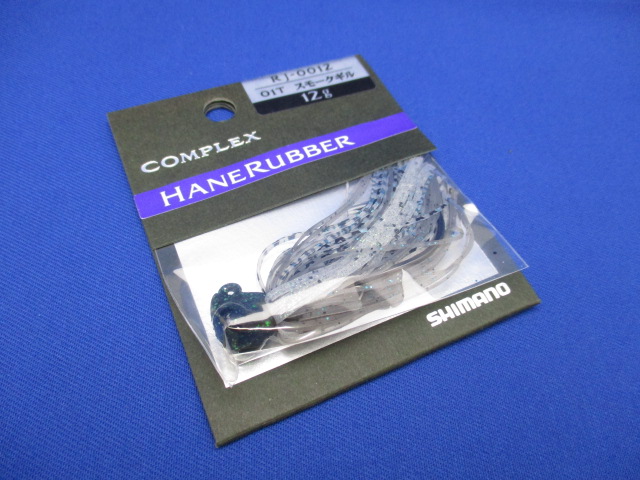 RJ-001Z
01T スモークギル
12g
COMPLEX
HANERUBBER
SHIMANO